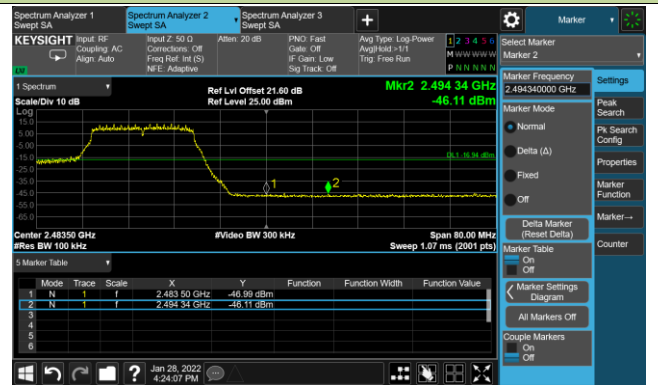 Spectrum Analyzer 1
Swept SA
Spectrum Analyzer 2
Swept SA
Spectrum Analyzer 3
Swept SA
+
Marker
KEYSIGHT
Input: RF
Coupling: AC
Align: Auto
Input Z: 50 Ω
Corrections: Off
Freq Ref: Int (S)
NFE: Adaptive
Atten: 20 dB
PNO: Fast
Gate: Off
IF Gain: Low
Sig Track: Off
Avg Type: Log-Power
Avg|Hold:>1/1
Trig: Free Run
1 2 3 4 5 6
M W W W W W
P N N N N N
LW
Select Marker
Marker 2
1 Spectrum
Scale/Div 10 dB
Ref Lvl Offset 21.60 dB
Ref Level 25.00 dBm
Mkr2 2.494 34 GHz
-46.11 dBm
Log
15.0
5.00
-5.00
-15.0
-25.0
-35.0
-45.0
-55.0
-65.0
DL1 -16.94 dBm
1
2
Center 2.48350 GHz
#Res BW 100 kHz
#Video BW 300 kHz
Span 80.00 MHz
Sweep 1.07 ms (2001 pts)
5 Marker Table
Mode Trace Scale X Y Function Function Width Function Value
1 N 1 f 2.483 50 GHz -46.99 dBm
2 N 1 f 2.494 34 GHz -46.11 dBm
3
4
5
6
Marker Frequency
2.494340000 GHz
Marker Mode
Normal
Delta (Δ)
Fixed
Off
Delta Marker
(Reset Delta)
Marker Table
On
Off
Marker Settings
Diagram
All Markers Off
Couple Markers
On
Off
Settings
Peak
Search
Pk Search
Config
Properties
Marker
Function
Marker→
Counter
?
Jan 28, 2022
4:24:07 PM